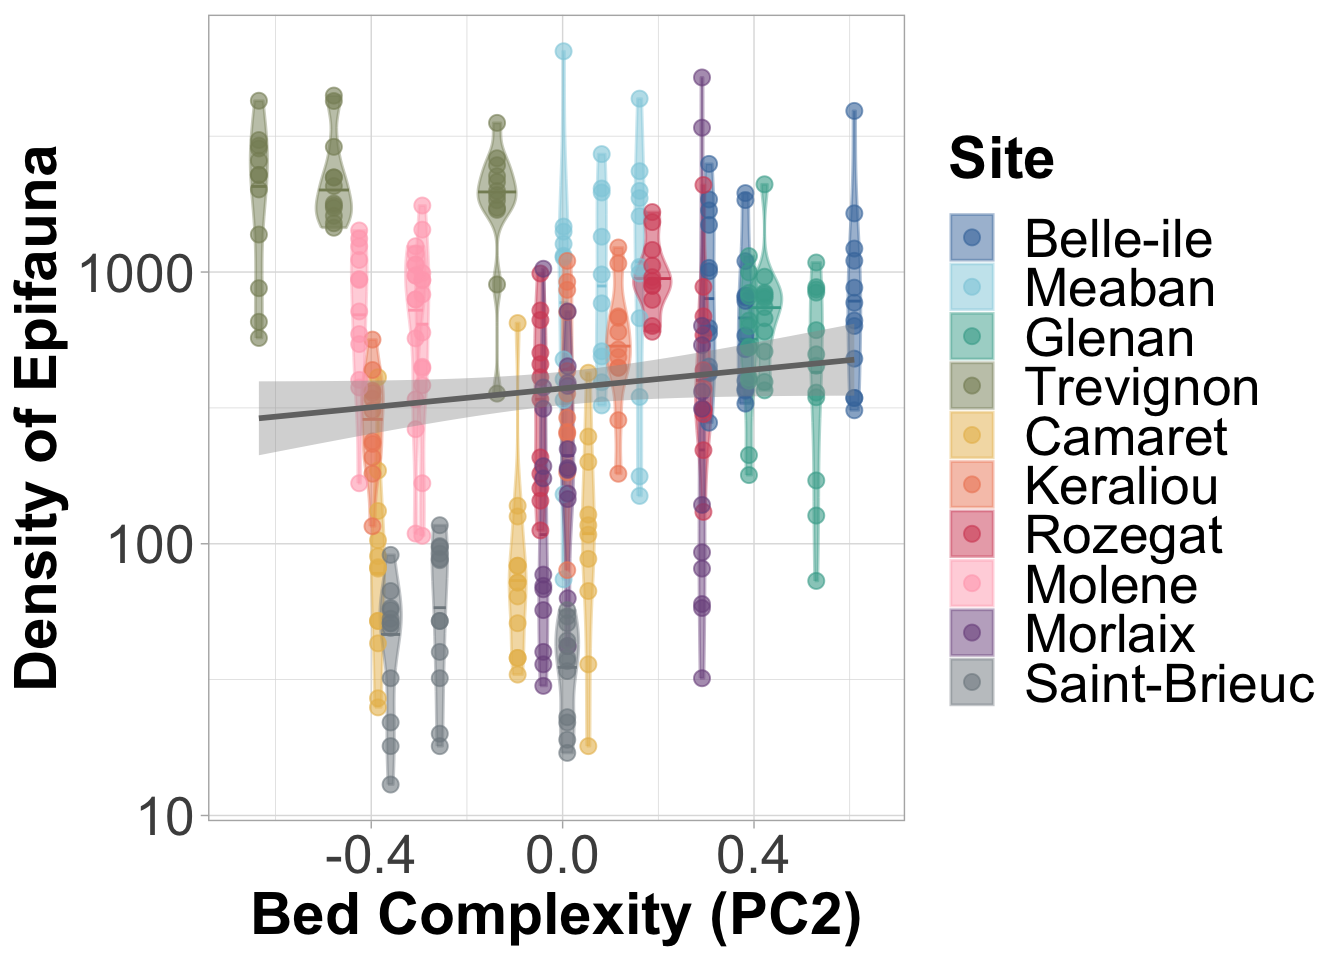 Density of Epifauna
1000
100
10
-0.4
0.0
0.4
Bed Complexity (PC2)
Site
Belle-ile
Meaban
Glenan
Trevignon
Camaret
Keraliou
Rozegat
Molene
Morlaix
Saint-Brieuc